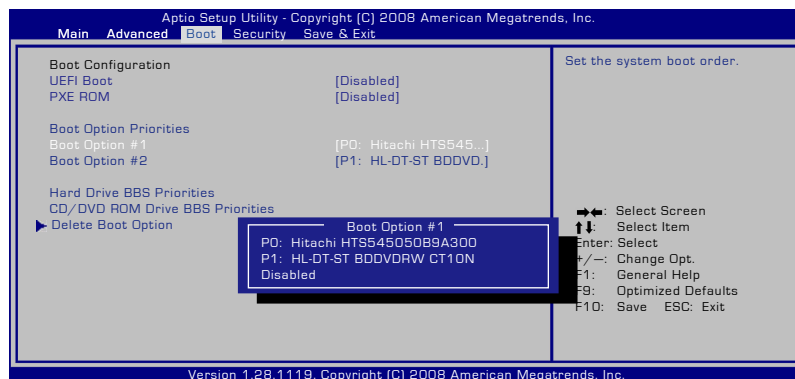 Aptio Setup Utility - Copyright (C) 2008 American Megatrends, Inc.
Main Advanced Boot Security Save & Exit
Boot Configuration
UEFI Boot [Disabled]
PXE ROM [Disabled]
Boot Option Priorities
Boot Option #1 [P0: Hitachi HTS545...]
Boot Option #2 [P1: HL-DT-ST BDDVD.]
Hard Drive BBS Priorities
CD/DVD ROM Drive BBS Priorities
Delete Boot Option
Boot Option #1
P0: Hitachi HTS545050B9A300
P1: HL-DT-ST BDDVDRW CT10N
Disabled
Set the system boot order.
→←: Select Screen
↑↓: Select Item
Enter: Select
+/—: Change Opt.
F1: General Help
F9: Optimized Defaults
F10: Save ESC: Exit
Version 1.28.1119. Copyright (C) 2008 American Megatrends, Inc.